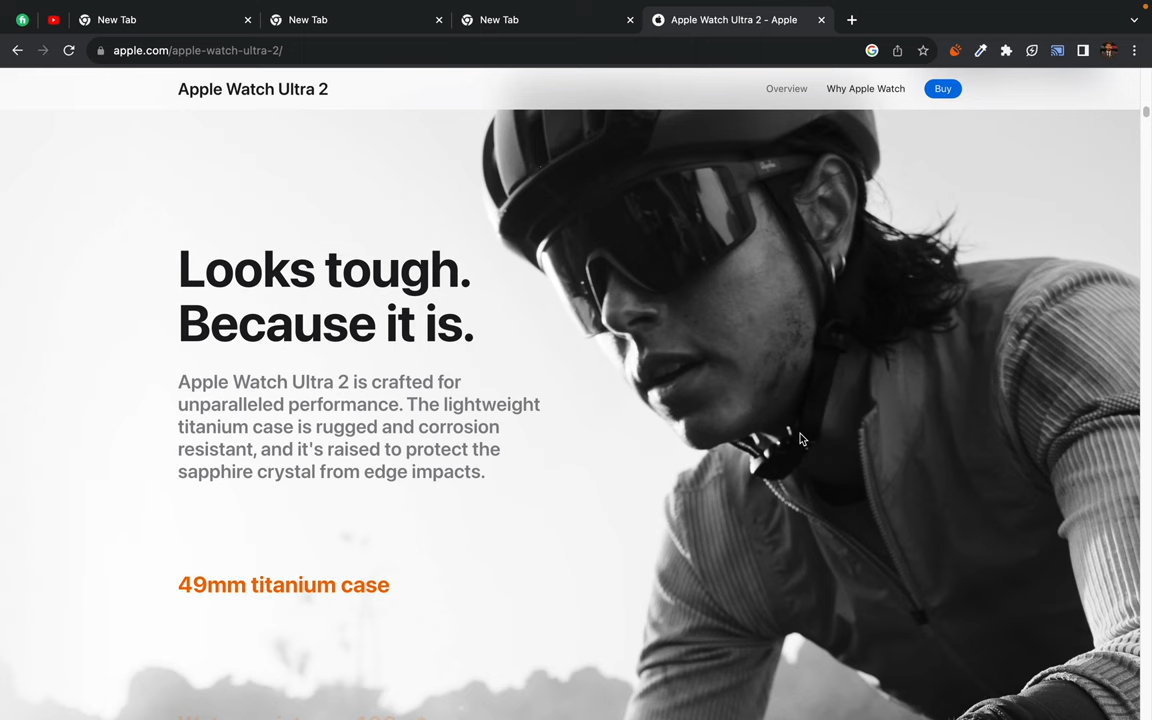 New Tab
New Tab
New Tab
Apple Watch Ultra 2 - Apple
apple.com/apple-watch-ultra-2/
Apple Watch Ultra 2
Overview
Why Apple Watch
Buy
Looks tough.
Because it is.
Apple Watch Ultra 2 is crafted for
unparalleled performance. The lightweight
titanium case is rugged and corrosion
resistant, and it's raised to protect the
sapphire crystal from edge impacts.
49mm titanium case